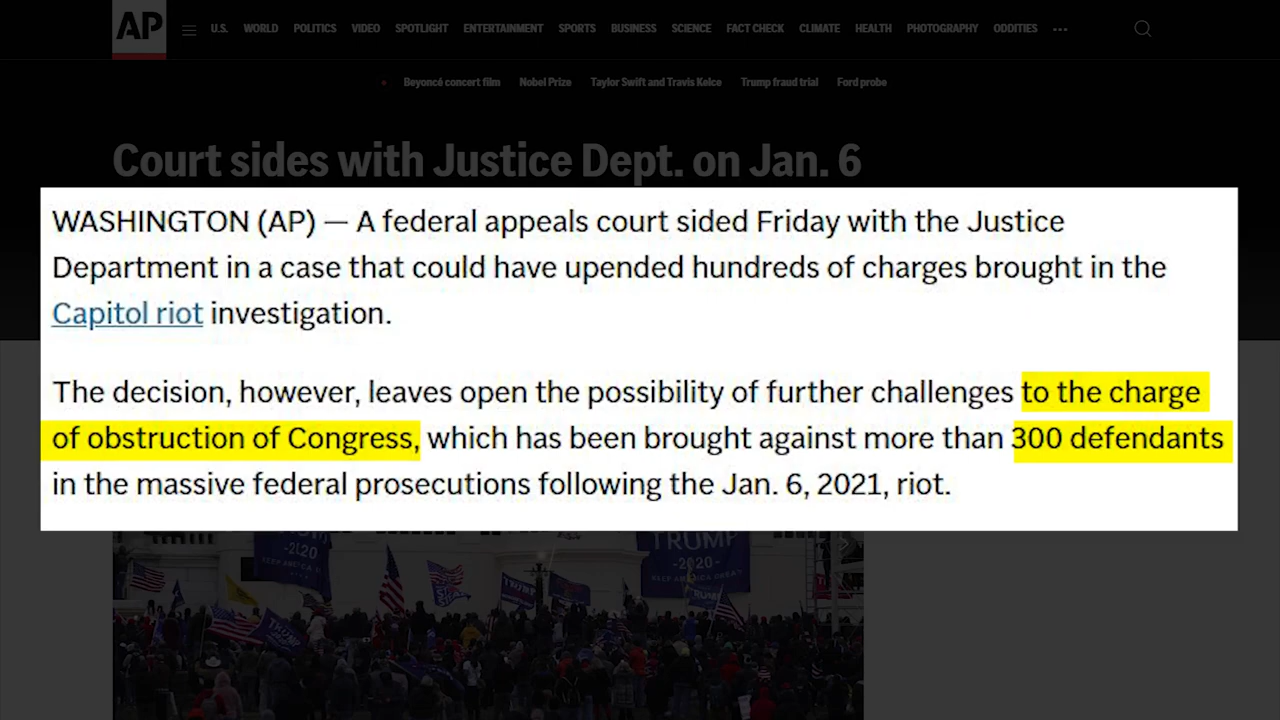 AP
U.S. WORLD POLITICS VIDEO SPOTLIGHT ENTERTAINMENT SPORTS BUSINESS SCIENCE FACT CHECK CLIMATE HEALTH PHOTOGRAPHY ODDITIES
Beyoncé concert film Nobel Prize Taylor Swift and Travis Kelce Trump fraud trial Ford probe
Court sides with Justice Dept. on Jan. 6
WASHINGTON (AP) — A federal appeals court sided Friday with the Justice
Department in a case that could have upended hundreds of charges brought in the
Capitol riot investigation.
The decision, however, leaves open the possibility of further challenges to the charge
of obstruction of Congress, which has been brought against more than 300 defendants
in the massive federal prosecutions following the Jan. 6, 2021, riot.
TRUMP
-2020- -2020-
TRUMP
TRUMP